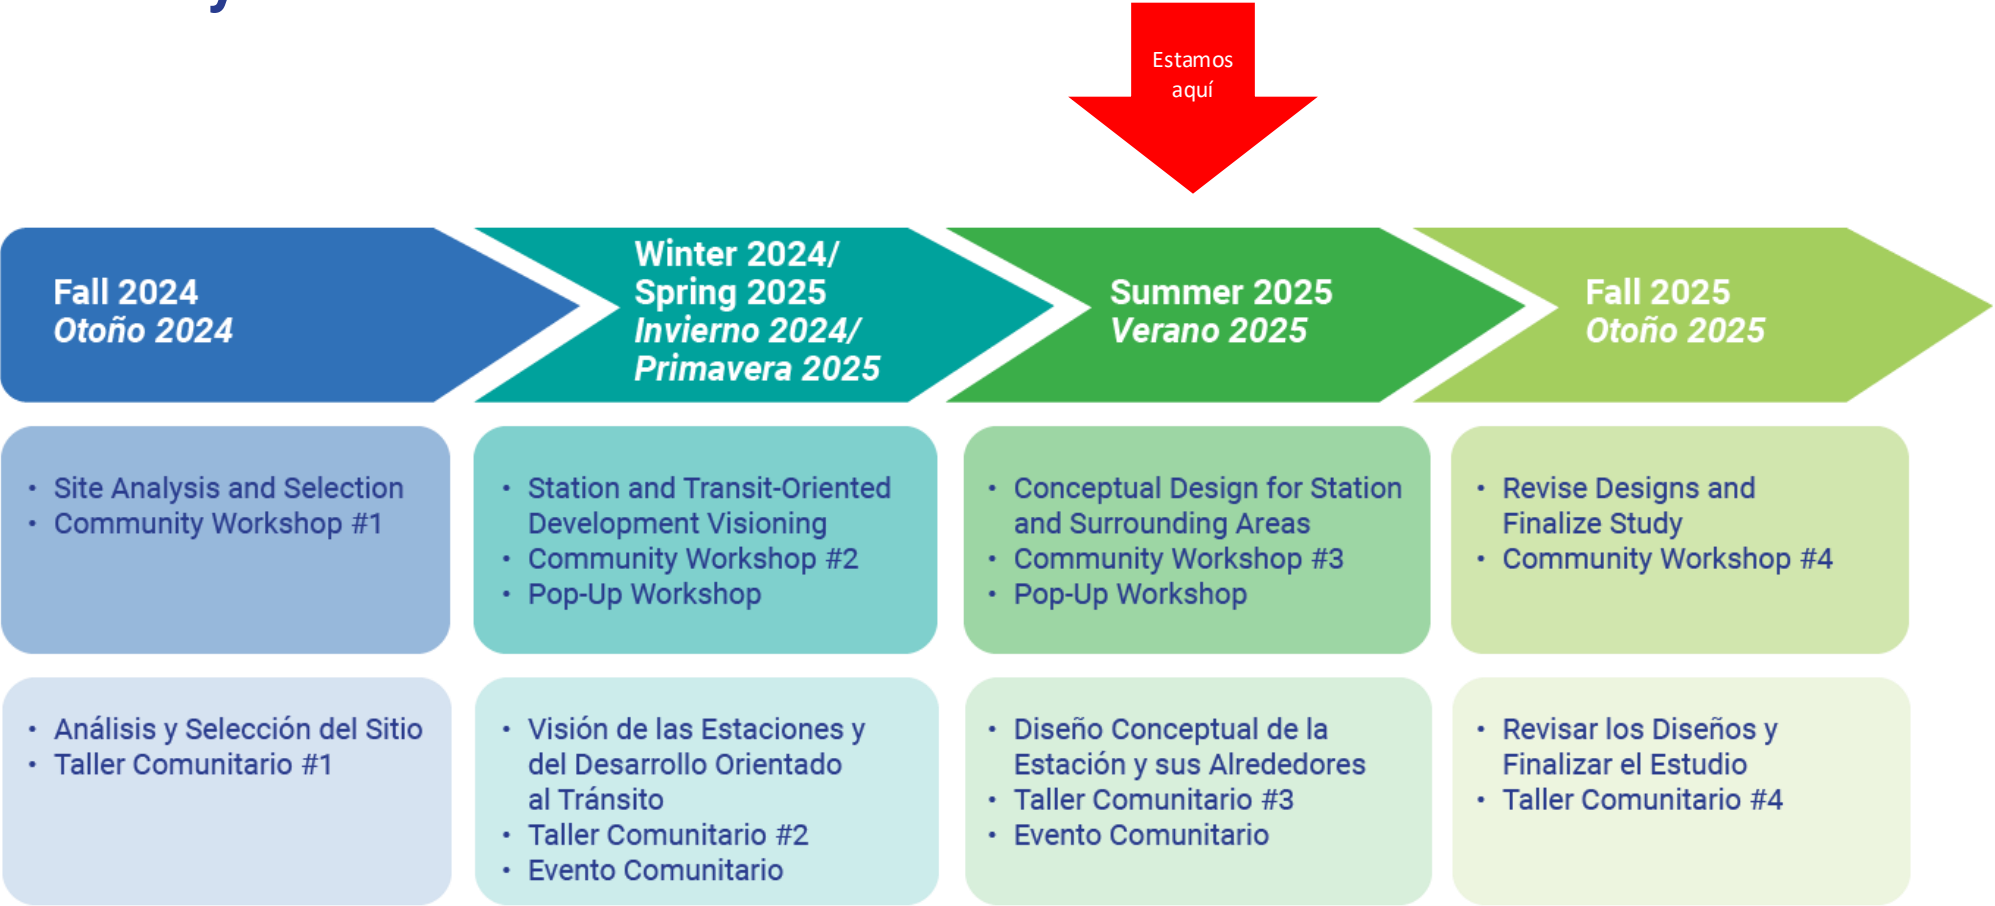 Estamos
aquí
Fall 2024
Otoño 2024
Winter 2024/
Spring 2025
Invierno 2024/
Primavera 2025
Summer 2025
Verano 2025
Fall 2025
Otoño 2025
• Site Analysis and Selection
• Community Workshop #1
• Station and Transit-Oriented
Development Visioning
• Community Workshop #2
• Pop-Up Workshop
• Conceptual Design for Station
and Surrounding Areas
• Community Workshop #3
• Pop-Up Workshop
• Revise Designs and
Finalize Study
• Community Workshop #4
• Análisis y Selección del Sitio
• Taller Comunitario #1
• Visión de las Estaciones y
del Desarrollo Orientado
al Tránsito
• Taller Comunitario #2
• Evento Comunitario
• Diseño Conceptual de la
Estación y sus Alrededores
• Taller Comunitario #3
• Evento Comunitario
• Revisar los Diseños y
Finalizar el Estudio
• Taller Comunitario #4